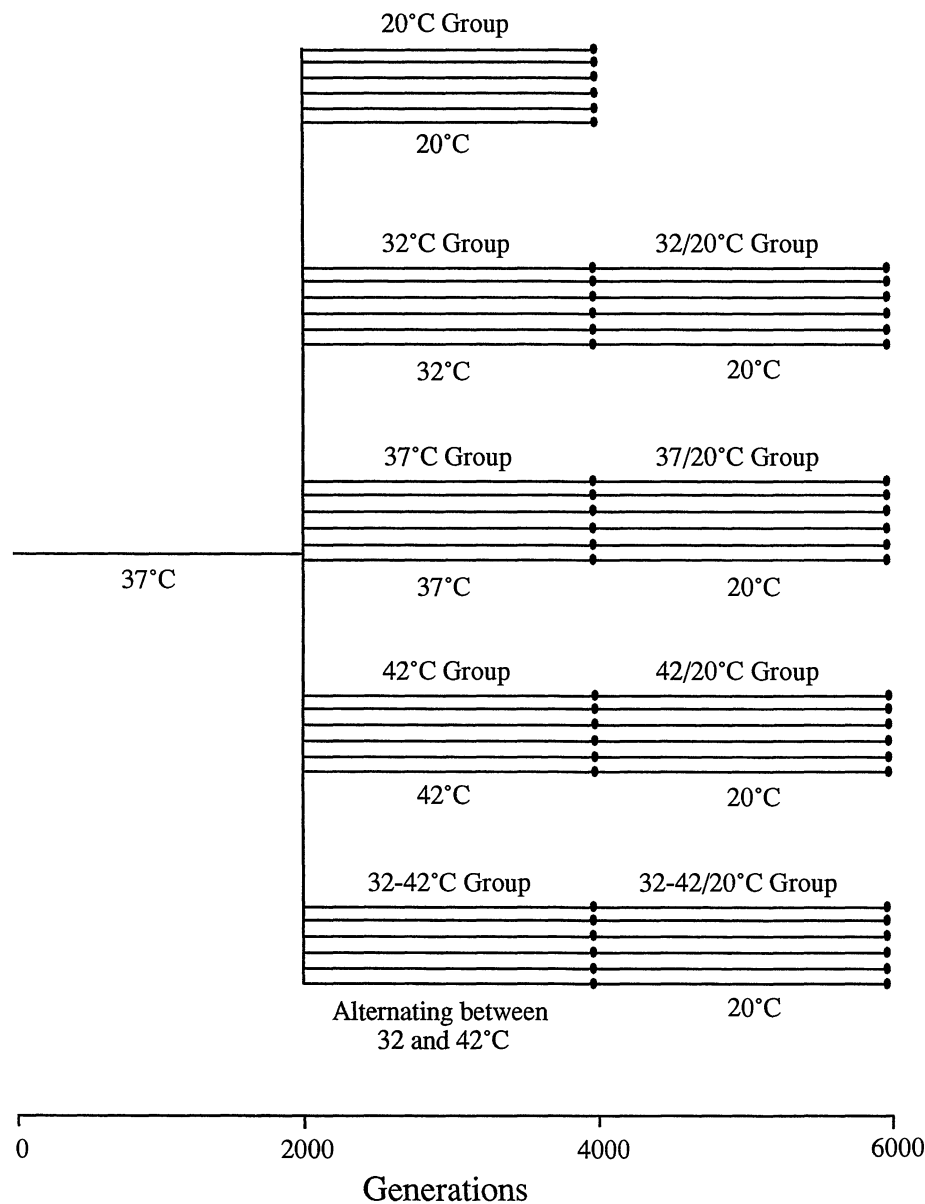 20°C Group
20°C
32°C Group 32/20°C Group
32°C 20°C
37°C Group 37/20°C Group
37°C
37°C 20°C
42°C Group 42/20°C Group
42°C 20°C
32-42°C Group 32-42/20°C Group
Alternating between 20°C
32 and 42°C
0 2000 4000 6000
Generations